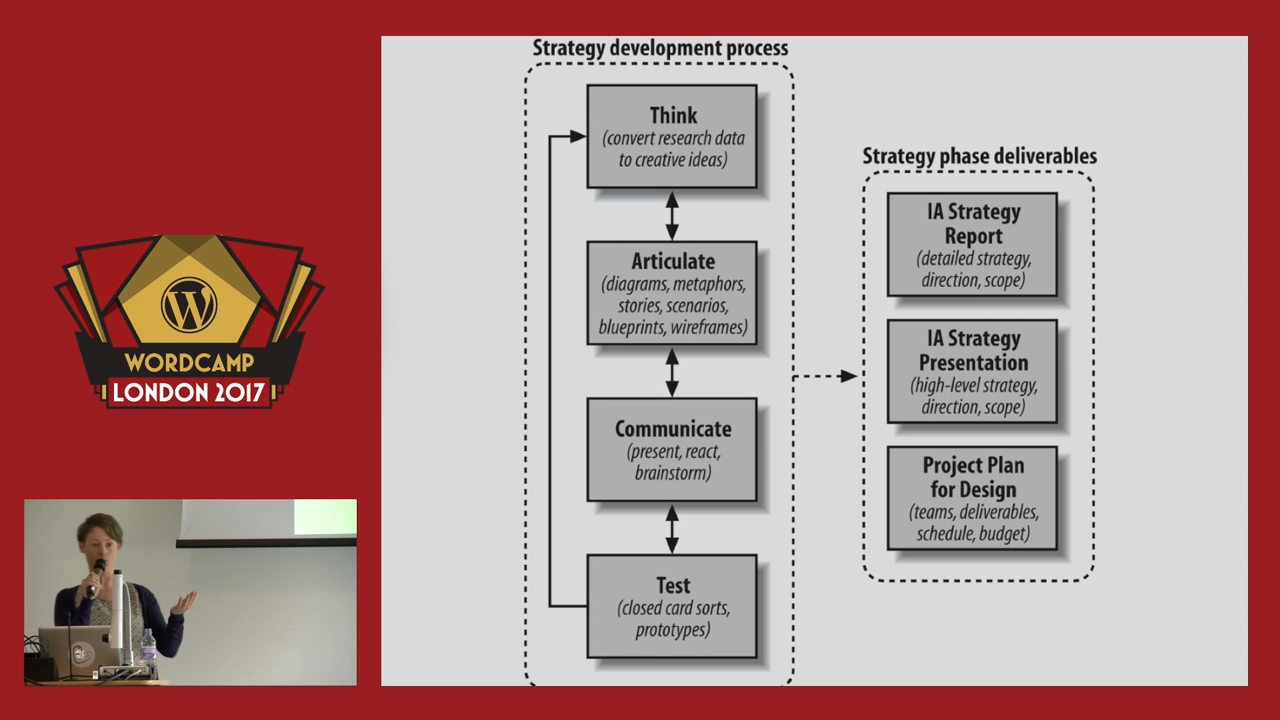 Strategy development process
Think
(convert research data
to creative ideas)
Articulate
(diagrams, metaphors,
stories, scenarios,
blueprints, wireframes)
Communicate
(present, react,
brainstorm)
Test
(closed card sorts,
prototypes)
Strategy phase deliverables
IA Strategy
Report
(detailed strategy,
direction, scope)
IA Strategy
Presentation
(high-level strategy,
direction, scope)
Project Plan
for Design
(teams, deliverables,
schedule, budget)
W
WORDCAMP
LONDON 2017